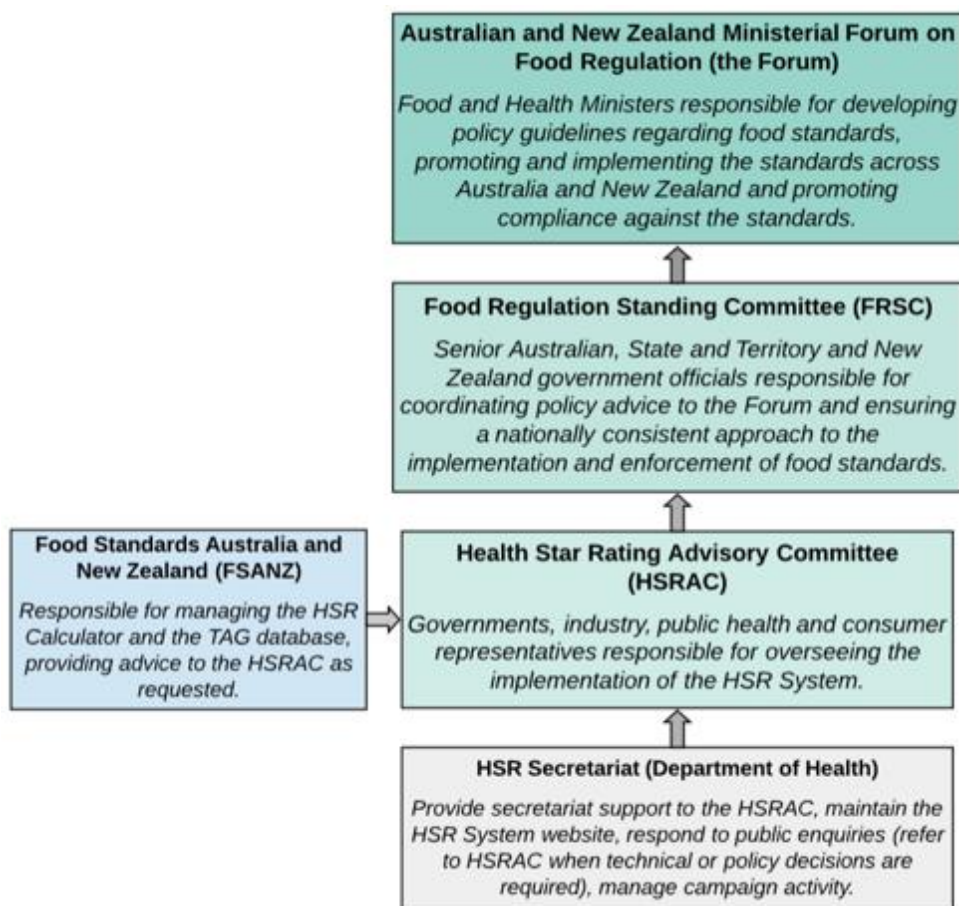 Australian and New Zealand Ministerial Forum on
Food Regulation (the Forum)
Food and Health Ministers responsible for developing
policy guidelines regarding food standards,
promoting and implementing the standards across
Australia and New Zealand and promoting
compliance against the standards.
Food Regulation Standing Committee (FRSC)
Senior Australian, State and Territory and New
Zealand government officials responsible for
coordinating policy advice to the Forum and ensuring
a nationally consistent approach to the
implementation and enforcement of food standards.
Food Standards Australia and
New Zealand (FSANZ)
Responsible for managing the HSR
Calculator and the TAG database,
providing advice to the HSRAC as
requested.
Health Star Rating Advisory Committee
(HSRAC)
Governments, industry, public health and consumer
representatives responsible for overseeing the
implementation of the HSR System.
HSR Secretariat (Department of Health)
Provide secretariat support to the HSRAC, maintain the
HSR System website, respond to public enquiries (refer
to HSRAC when technical or policy decisions are
required), manage campaign activity.